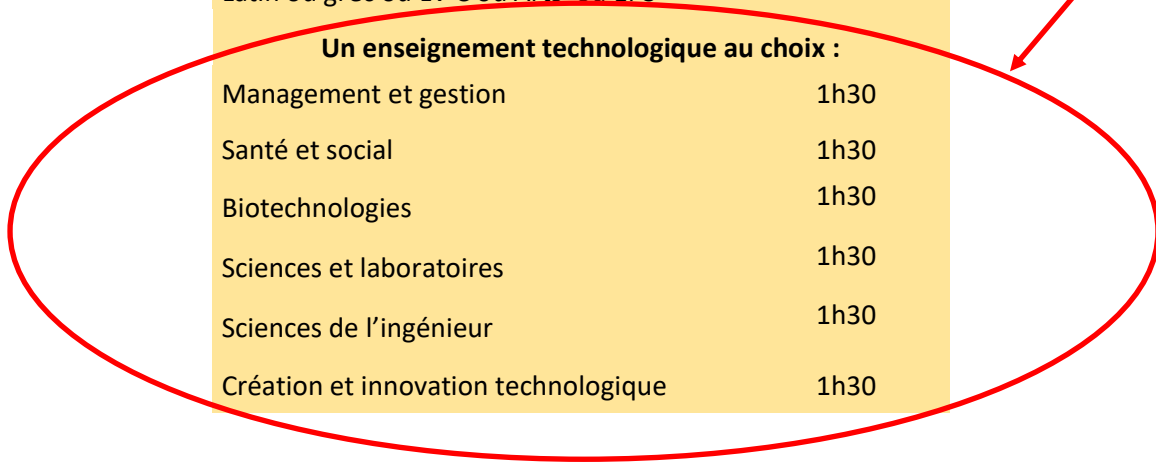 Un enseignement technologique au choix :
Management et gestion 1h30
Santé et social 1h30
Biotechnologies 1h30
Sciences et laboratoires 1h30
Sciences de l’ingénieur 1h30
Création et innovation technologique 1h30